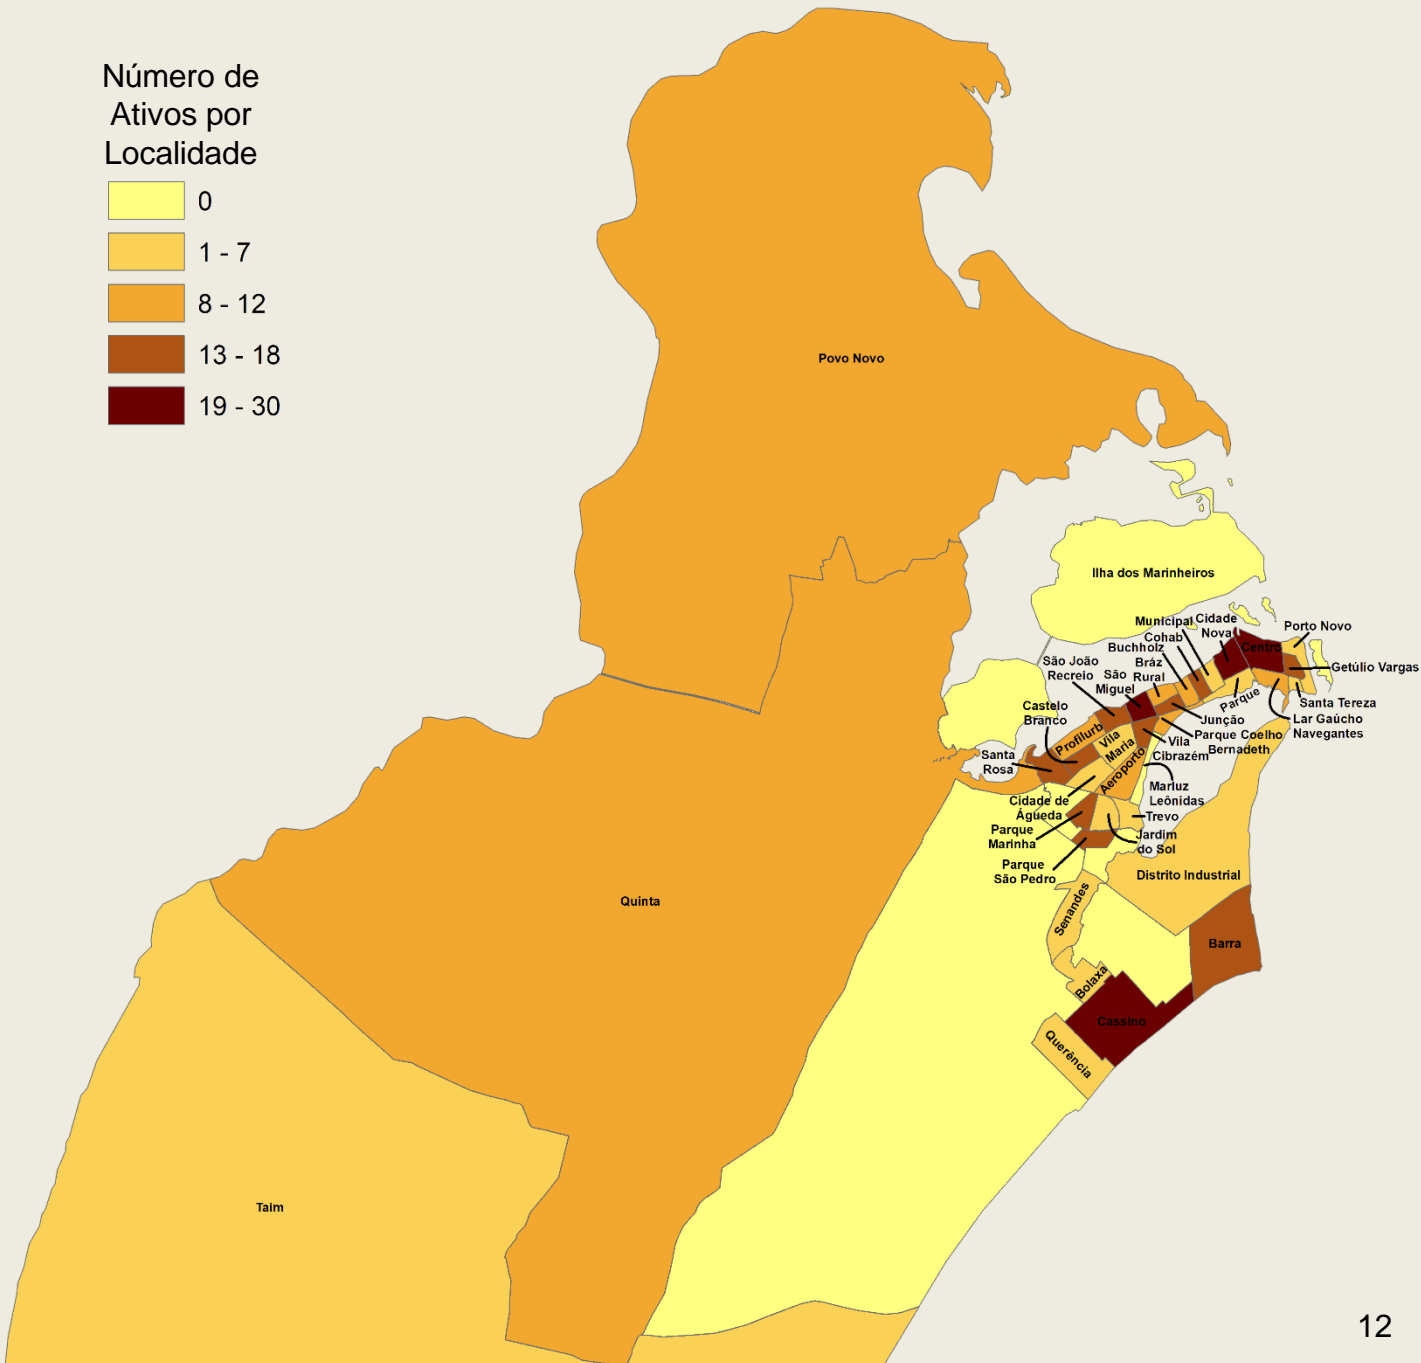 Número de
Ativos por
Localidade
0
1 - 7
8 - 12
13 - 18
19 - 30
Povo Novo
Ilha dos Marinheiros
Municipal
Cidade
Nova
Cohab
Buchholz
Porto Novo
Centro
Getúlio Vargas
São João
Recreio
Bráz
Rural
São
Miguel
Parque
Santa Tereza
Lar Gaúcho
Navegantes
Castelo
Branco
Junção
Parque Coelho
Bernadeth
Profilurb
Vila
Maria
Vila
Cibrazém
Santa
Rosa
Aeroporto
Marluz
Leônidas
Cidade de
Águeda
Trevo
Parque
Marinha
Jardim
do Sol
Parque
São Pedro
Distrito Industrial
Senandes
Quinta
Barra
Bolaxa
Cassino
Querência
Taim
12